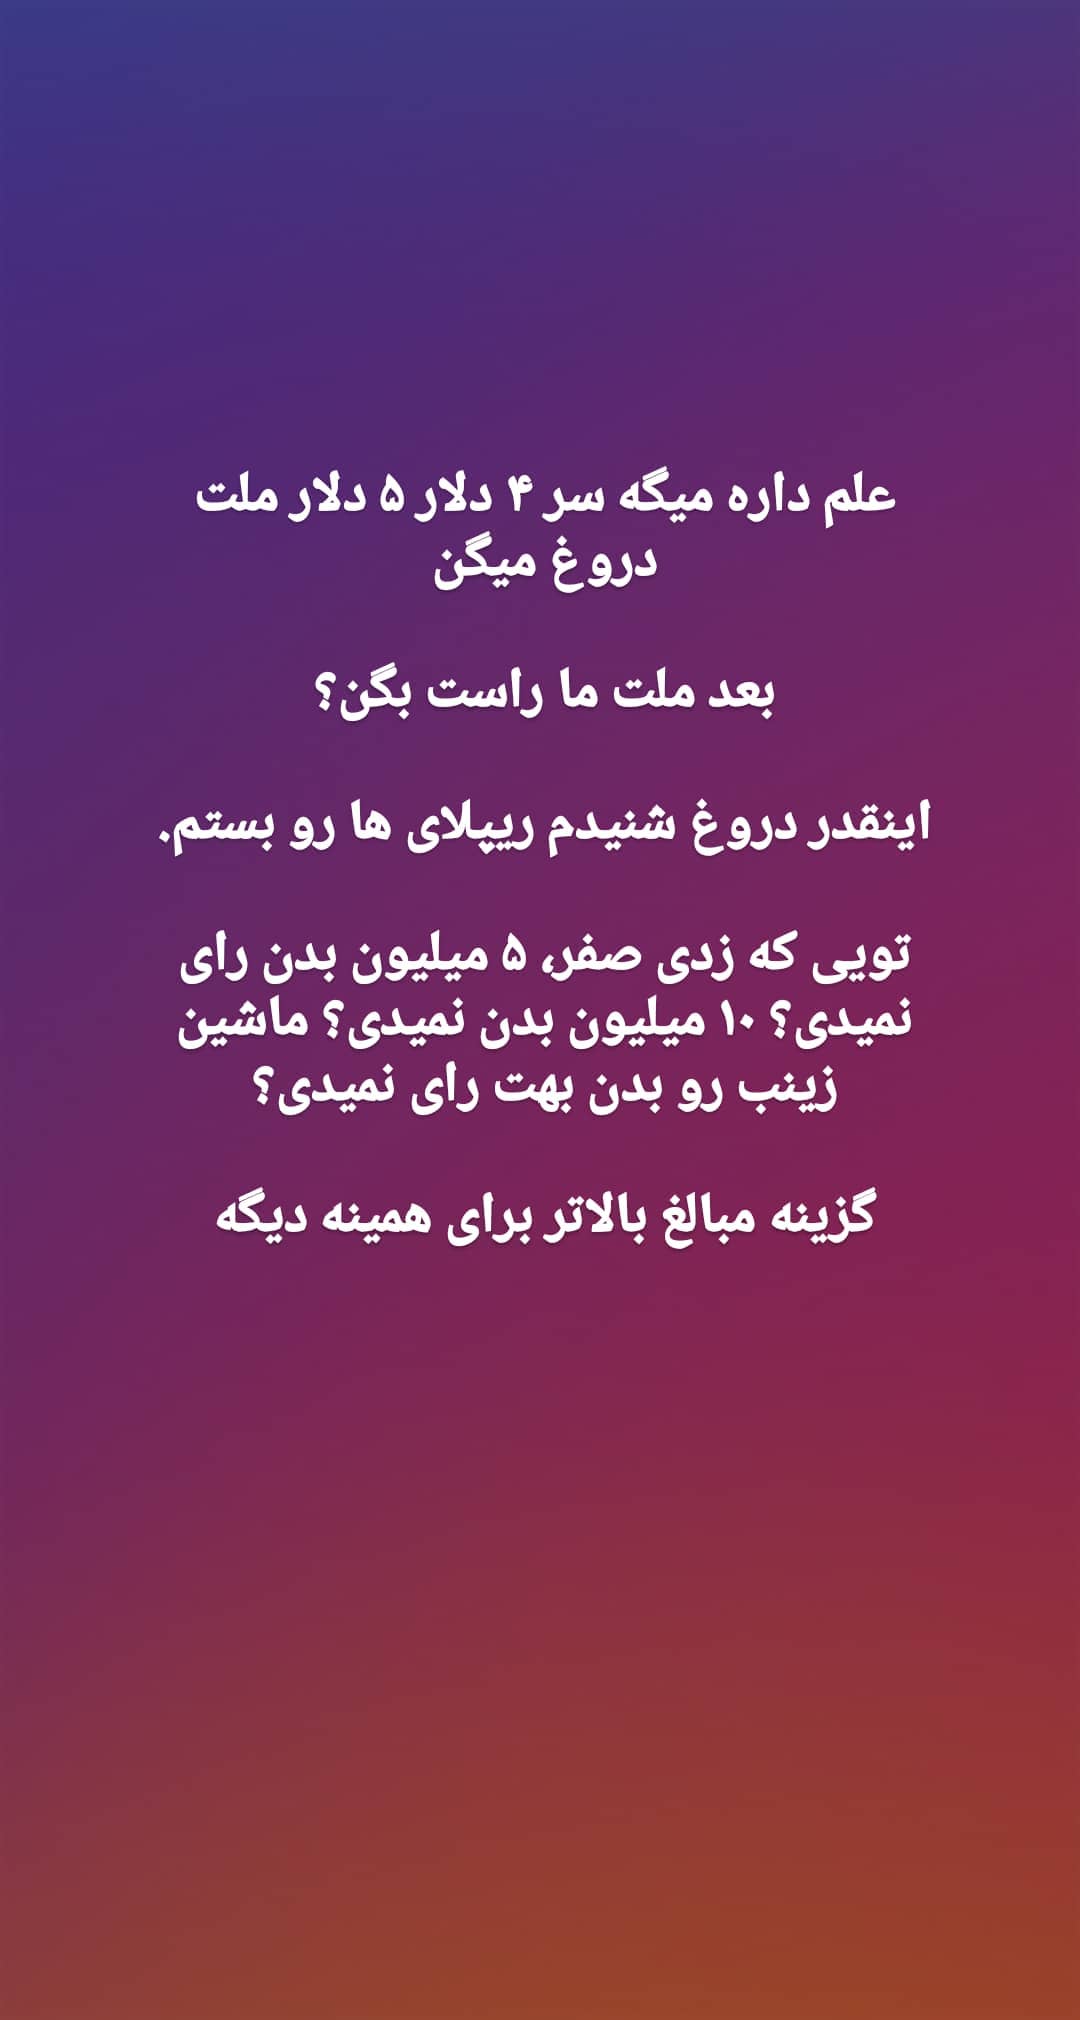 علم داره میگه سر ۴ دلار ۵ دلار ملت
دروغ میگن
بعد ملت ما راست بگن؟
اینقدر دروغ شنیدم ریپلای ها رو بستم.
تویی که زدی صفر، ۵ میلیون بدن رای
نمیدی؟ ۱۰ میلیون بدن نمیدی؟ ماشین
زینب رو بدن بهت رای نمیدی؟
گزینه مبالغ بالاتر برای همینه دیگه